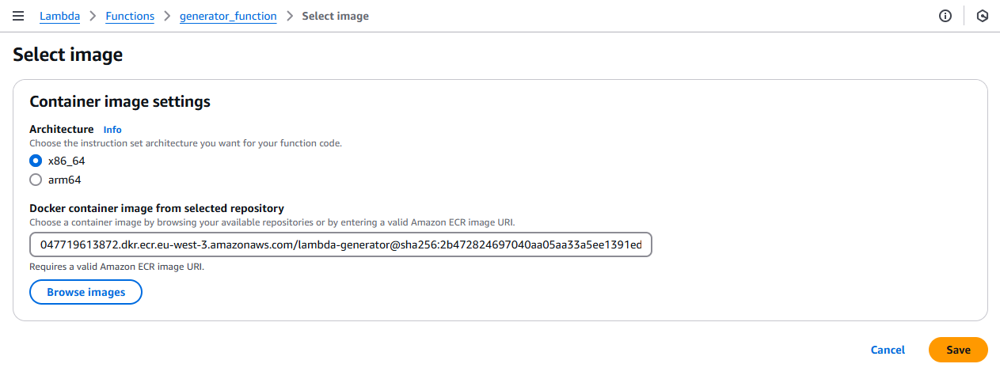 Lambda > Functions > generator_function > Select image
Select image
Container image settings
Architecture Info
Choose the instruction set architecture you want for your function code.
x86_64
arm64
Docker container image from selected repository
Choose a container image by browsing your available repositories or by entering a valid Amazon ECR image URI.
047719613872.dkr.ecr.eu-west-3.amazonaws.com/lambda-generator@sha256:2b472824697040aa05aa33a5ee1391ed
Requires a valid Amazon ECR image URI.
Browse images
Cancel Save